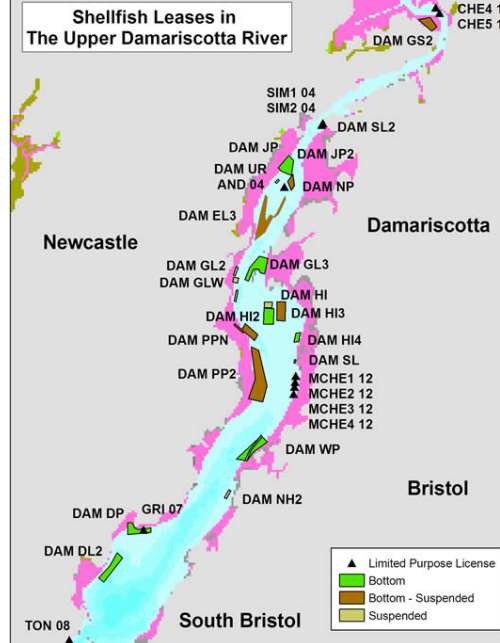 Shellfish Leases in
The Upper Damariscotta River
CHE4 1
CHE5 1
DAM GS2
SIM1 04
SIM2 04
DAM SL2
DAM JP
DAM JP2
DAM UR
AND 04
DAM NP
DAM EL3
Damariscotta
Newcastle
DAM GL2
DAM GL3
DAM GLW
DAM HI
DAM HI2
DAM HI3
DAM PPN
DAM HI4
DAM SL
DAM PP2
MCHE1 12
MCHE2 12
MCHE3 12
MCHE4 12
DAM WP
Bristol
DAM NH2
DAM DP
GRI 07
DAM DL2
Limited Purpose License
Bottom
Bottom - Suspended
Suspended
TON 08
South Bristol